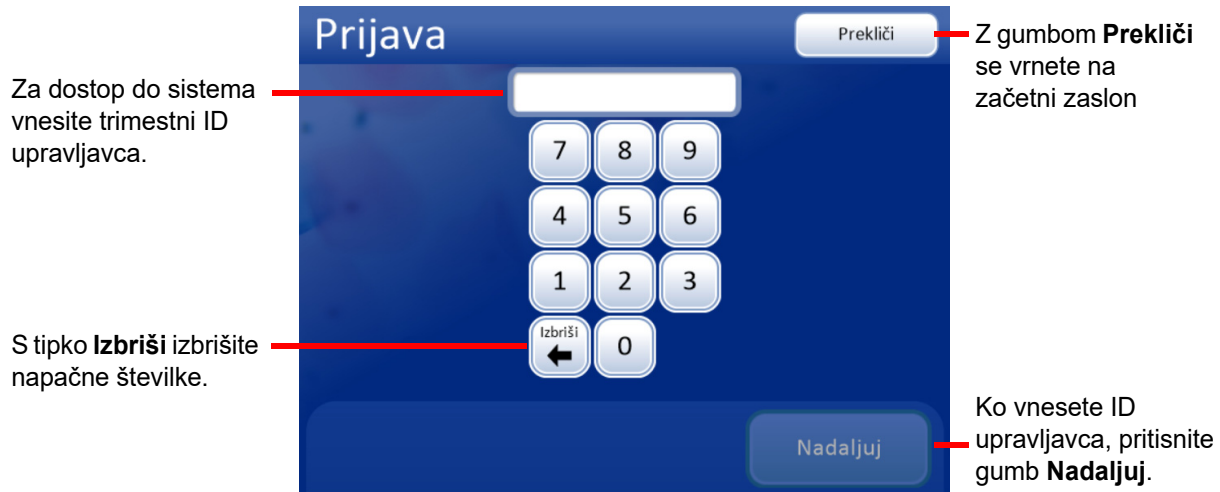 Prijava
Prekliči
Z gumbom Prekliči
se vrnete na
začetni zaslon
Za dostop do sistema
vnesite trimestni ID
upravljavca.
7 8 9
4 5 6
1 2 3
Izbriši 0
S tipko Izbriši izbrišite
napačne številke.
Nadaljuj
Ko vnesete ID
upravljavca, pritisnite
gumb Nadaljuj.